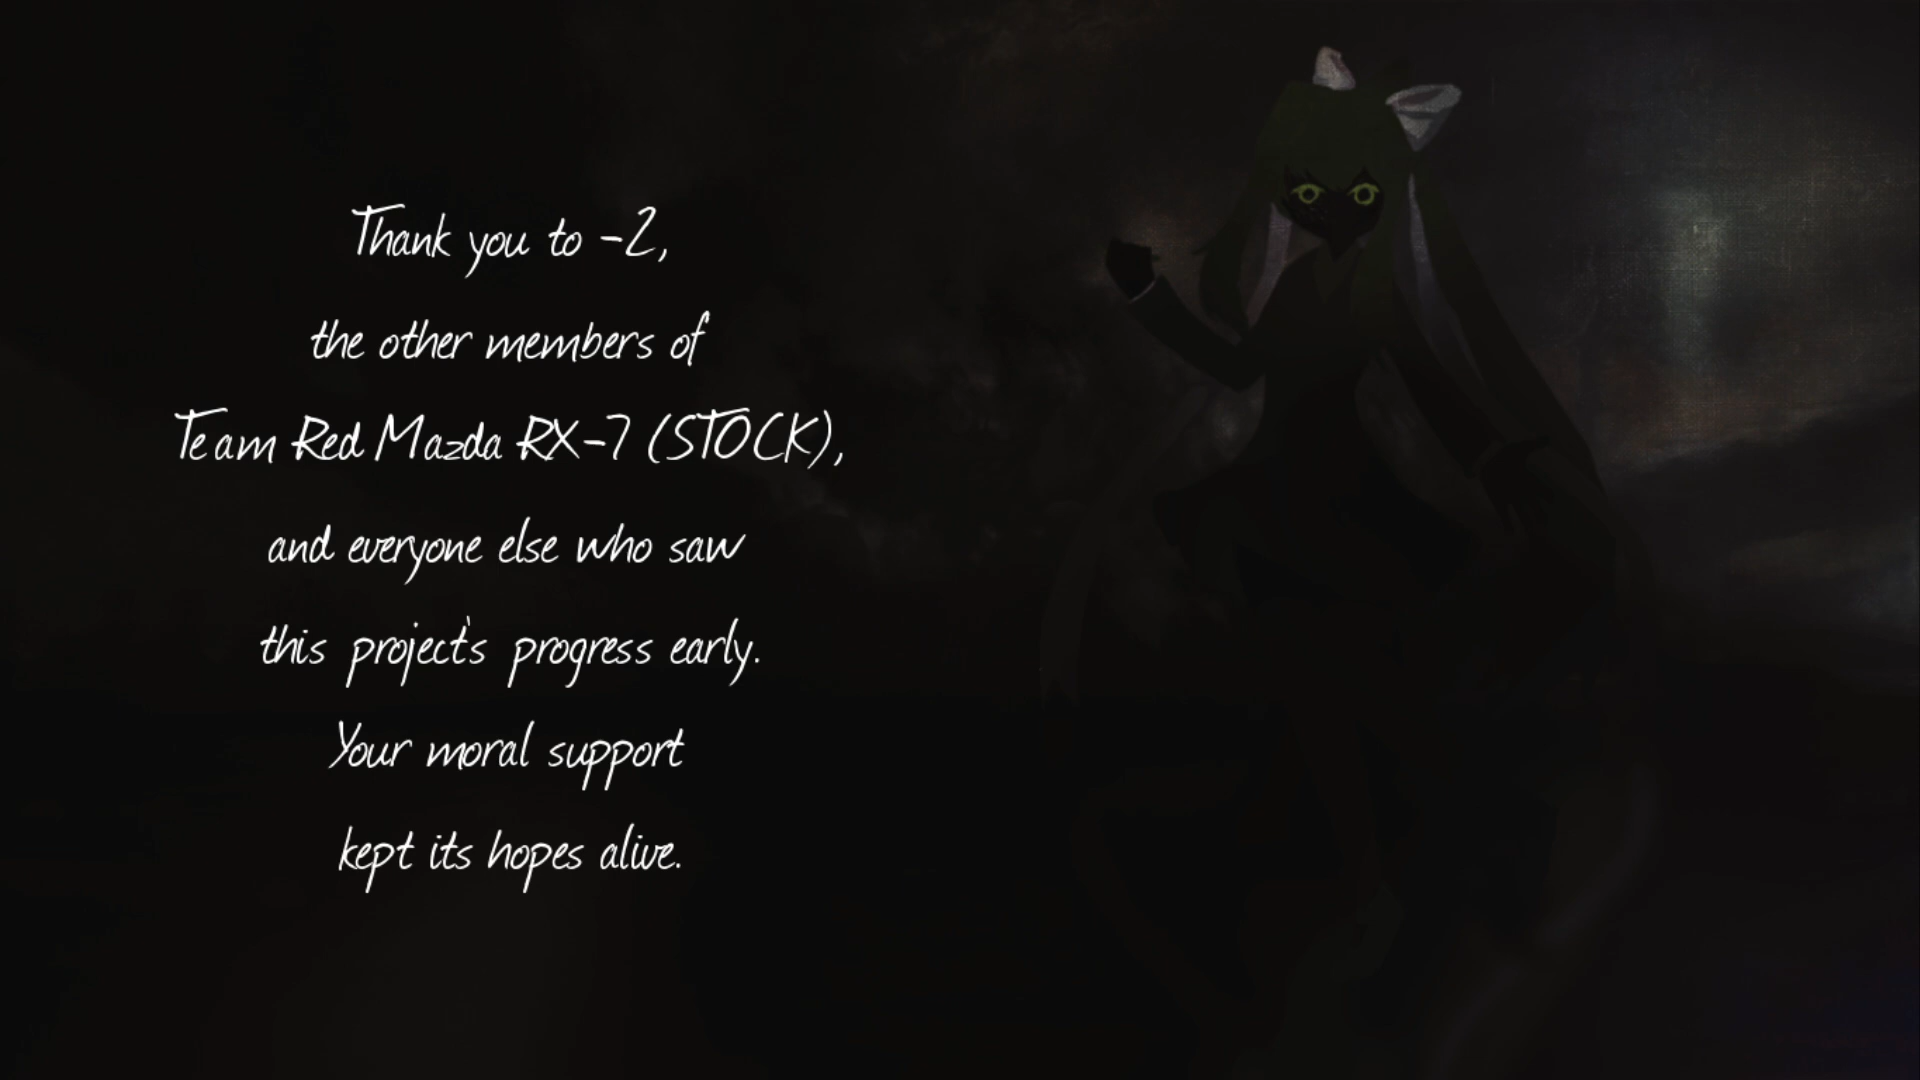 Thank you to -2,
the other members of
Team Red Mazda RX-7 (STOCK),
and everyone else who saw
this project's progress early.
Your moral support
kept its hopes alive.